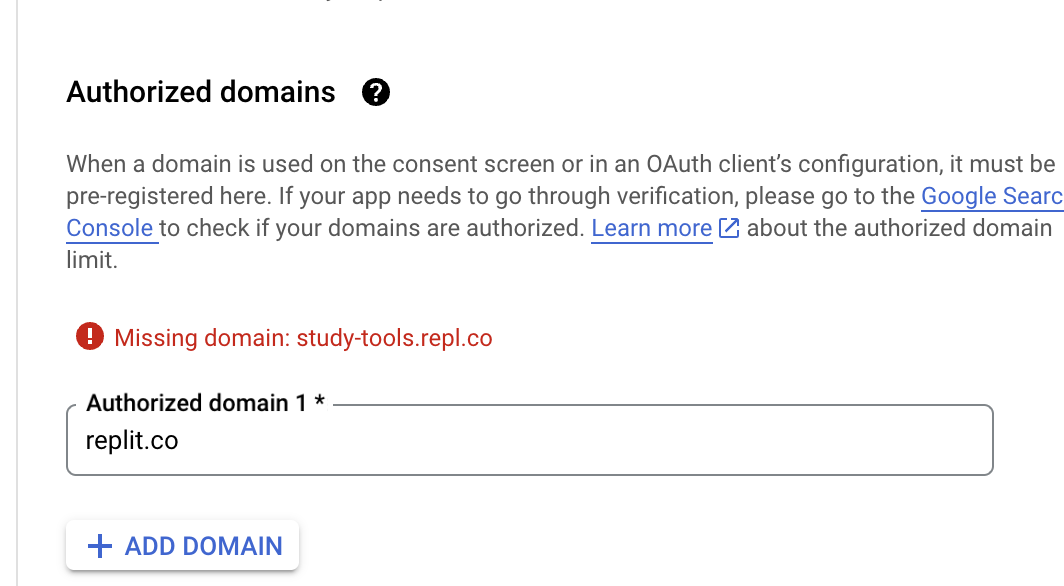 Authorized domains ?
When a domain is used on the consent screen or in an OAuth client's configuration, it must be
pre-registered here. If your app needs to go through verification, please go to the Google Searc
Console to check if your domains are authorized. Learn more about the authorized domain
limit.
! Missing domain: study-tools.repl.co
Authorized domain 1 *
replit.co
+ ADD DOMAIN